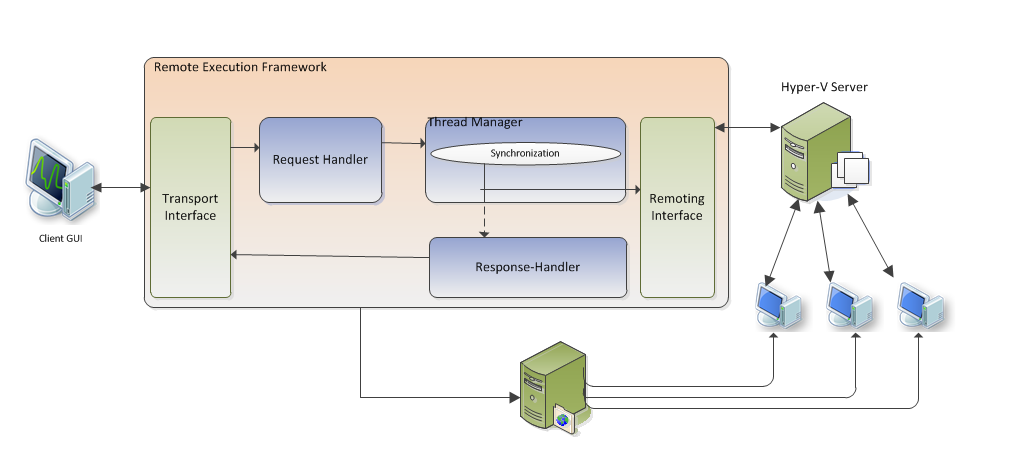 Remote Execution Framework
Hyper-V Server
Thread Manager
Synchronization
Request Handler
Transport
Interface
Remoting
Interface
Client GUI
Response-Handler